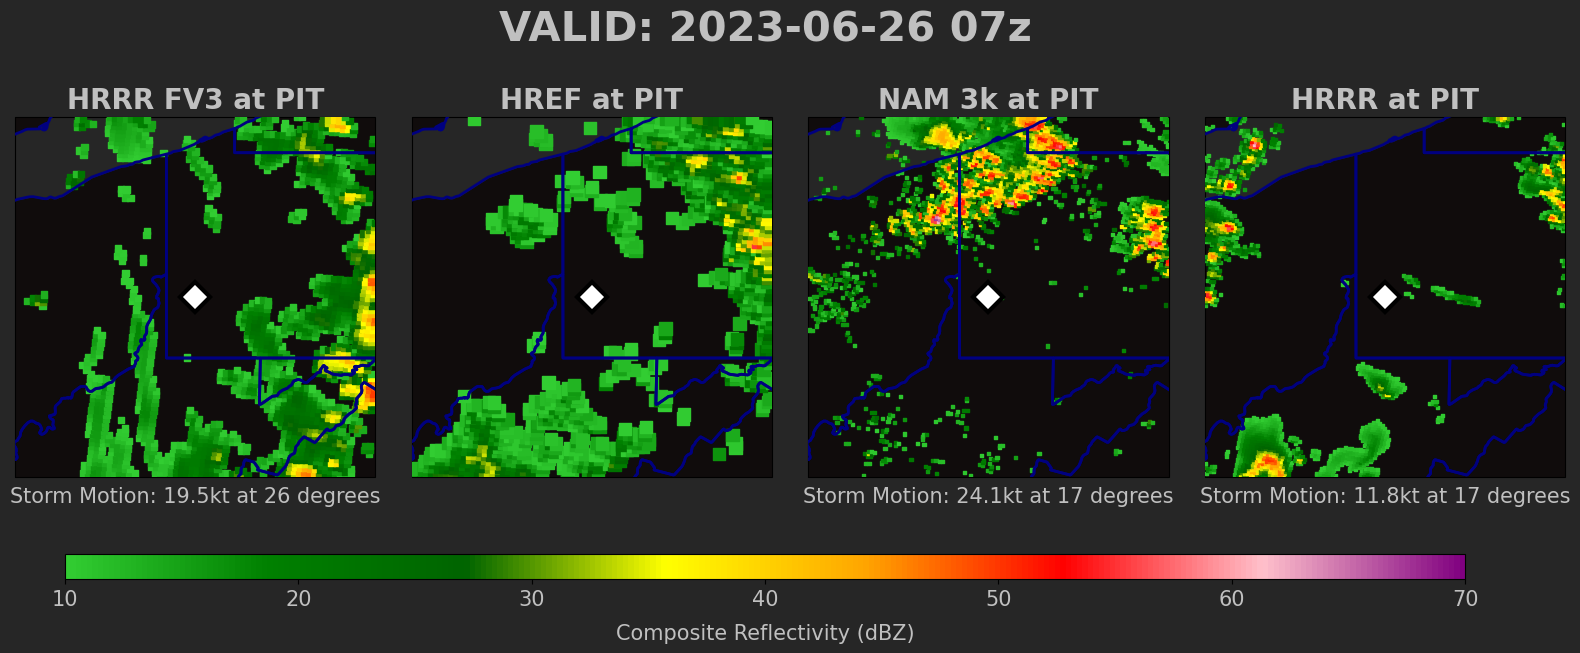 VALID: 2023-06-26 07z
HRRR FV3 at PIT
HREF at PIT
NAM 3k at PIT
HRRR at PIT
Storm Motion: 19.5kt at 26 degrees
Storm Motion: 24.1kt at 17 degrees
Storm Motion: 11.8kt at 17 degrees
10 20 30 40 50 60 70
Composite Reflectivity (dBZ)